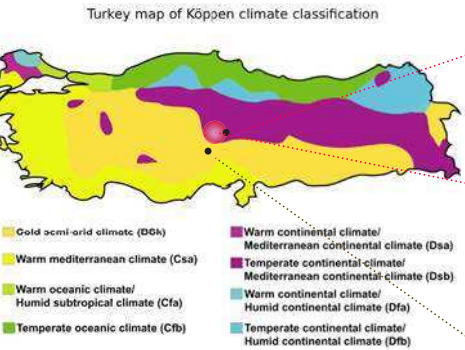 Turkey map of Köppen climate classification
Cold semi-arid climate (BSk)
Warm mediterranean climate (Csa)
Warm oceanic climate/
Humid subtropical climate (Cfa)
Temperate oceanic climate (Cfb)
Warm continental climate/
Mediterranean continental climate (Dsa)
Temperate continental climate/
Mediterranean continental climate (Dsb)
Warm continental climate/
Humid continental climate (Dfa)
Temperate continental climate/
Humid continental climate (Dfb)